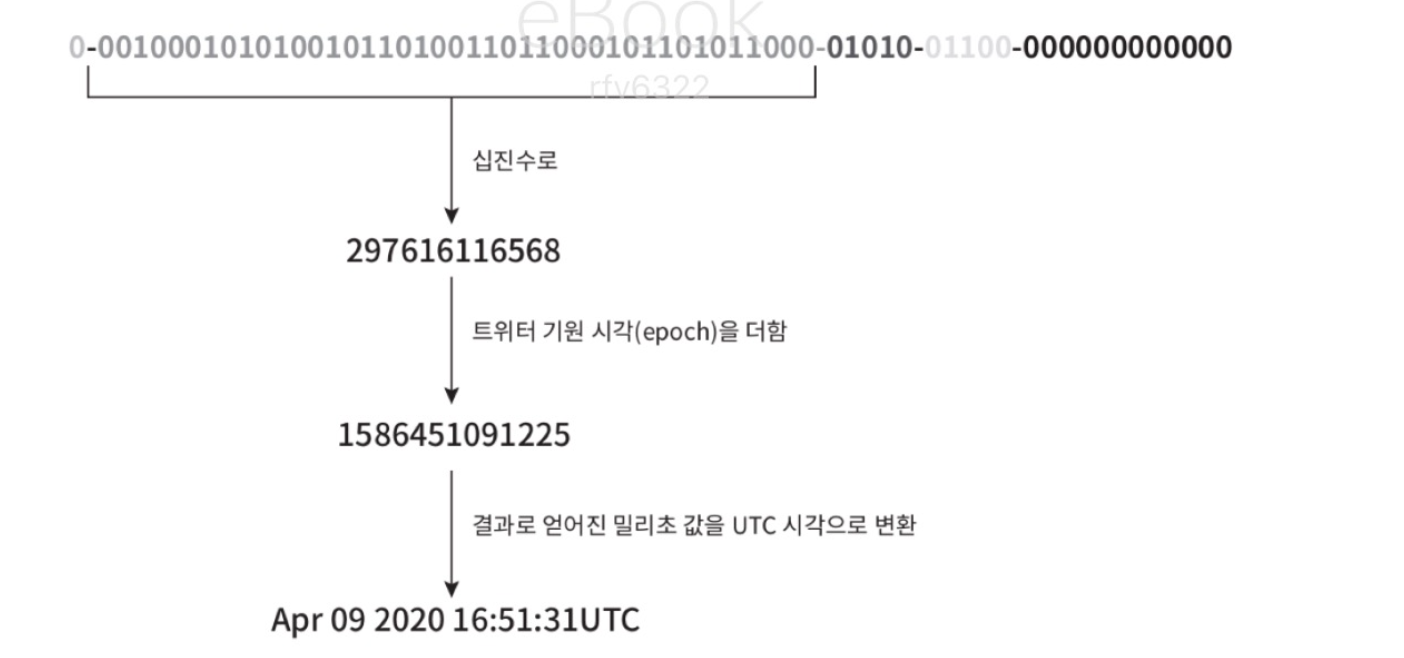 eBook
0-00100010101001011010011011000101101011000-01010-01100-000000000000
rfv6322
십진수로
297616116568
트위터 기원 시각(epoch)을 더함
1586451091225
결과로 얻어진 밀리초 값을 UTC 시각으로 변환
Apr 09 2020 16:51:31UTC